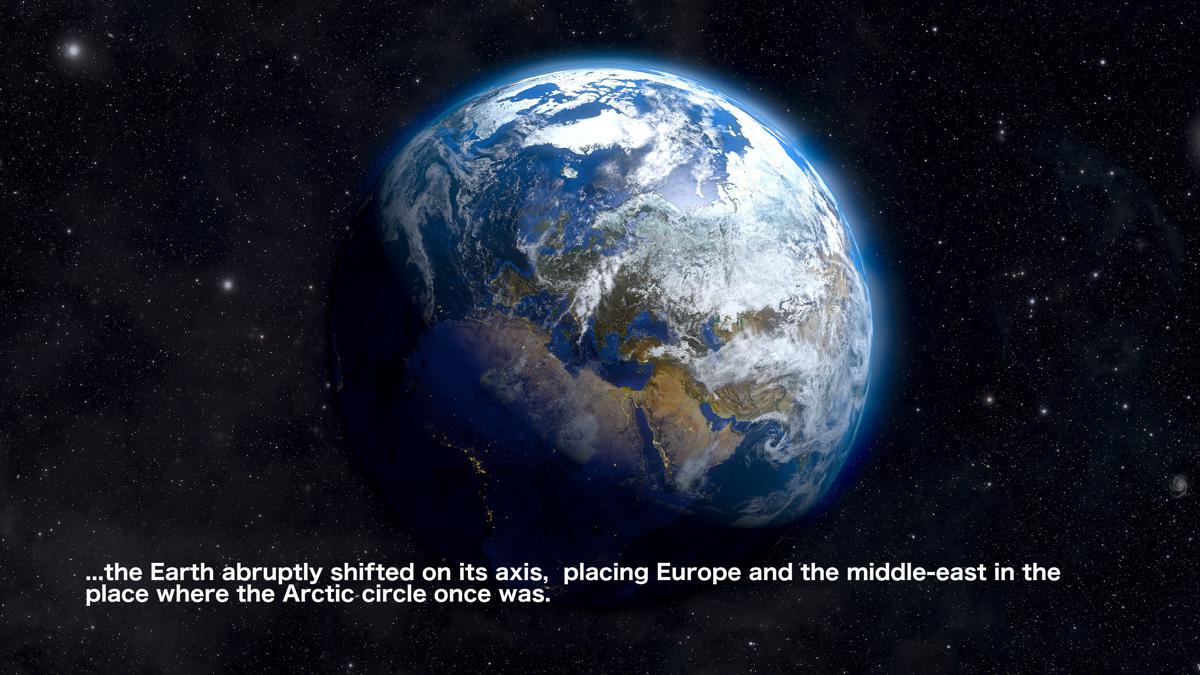 ...the Earth abruptly shifted on its axis,  placing Europe and the middle-east in the
place where the Arctic circle once was.